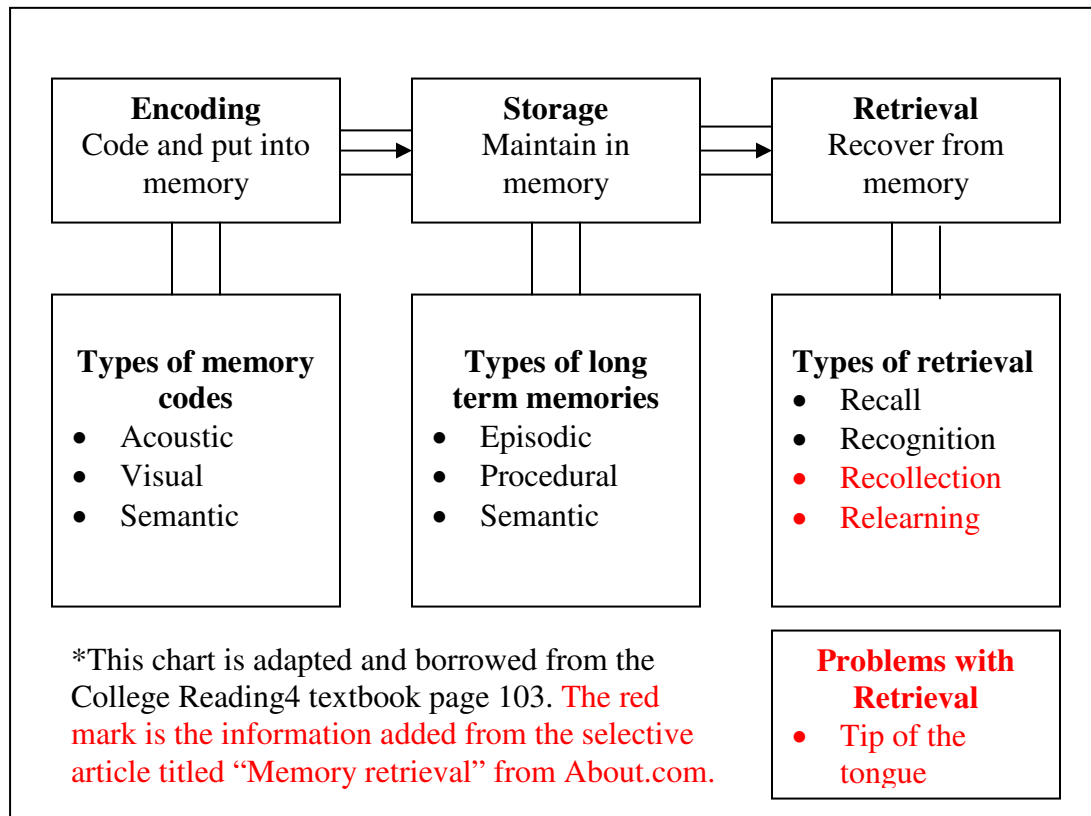 Encoding
Code and put into
memory
Storage
Maintain in
memory
Retrieval
Recover from
memory
Types of memory
codes
• Acoustic
• Visual
• Semantic
Types of long
term memories
• Episodic
• Procedural
• Semantic
Types of retrieval
• Recall
• Recognition
• Recollection
• Relearning
*This chart is adapted and borrowed from the
College Reading4 textbook page 103. The red
mark is the information added from the selective
article titled “Memory retrieval” from About.com.
Problems with
Retrieval
• Tip of the
tongue